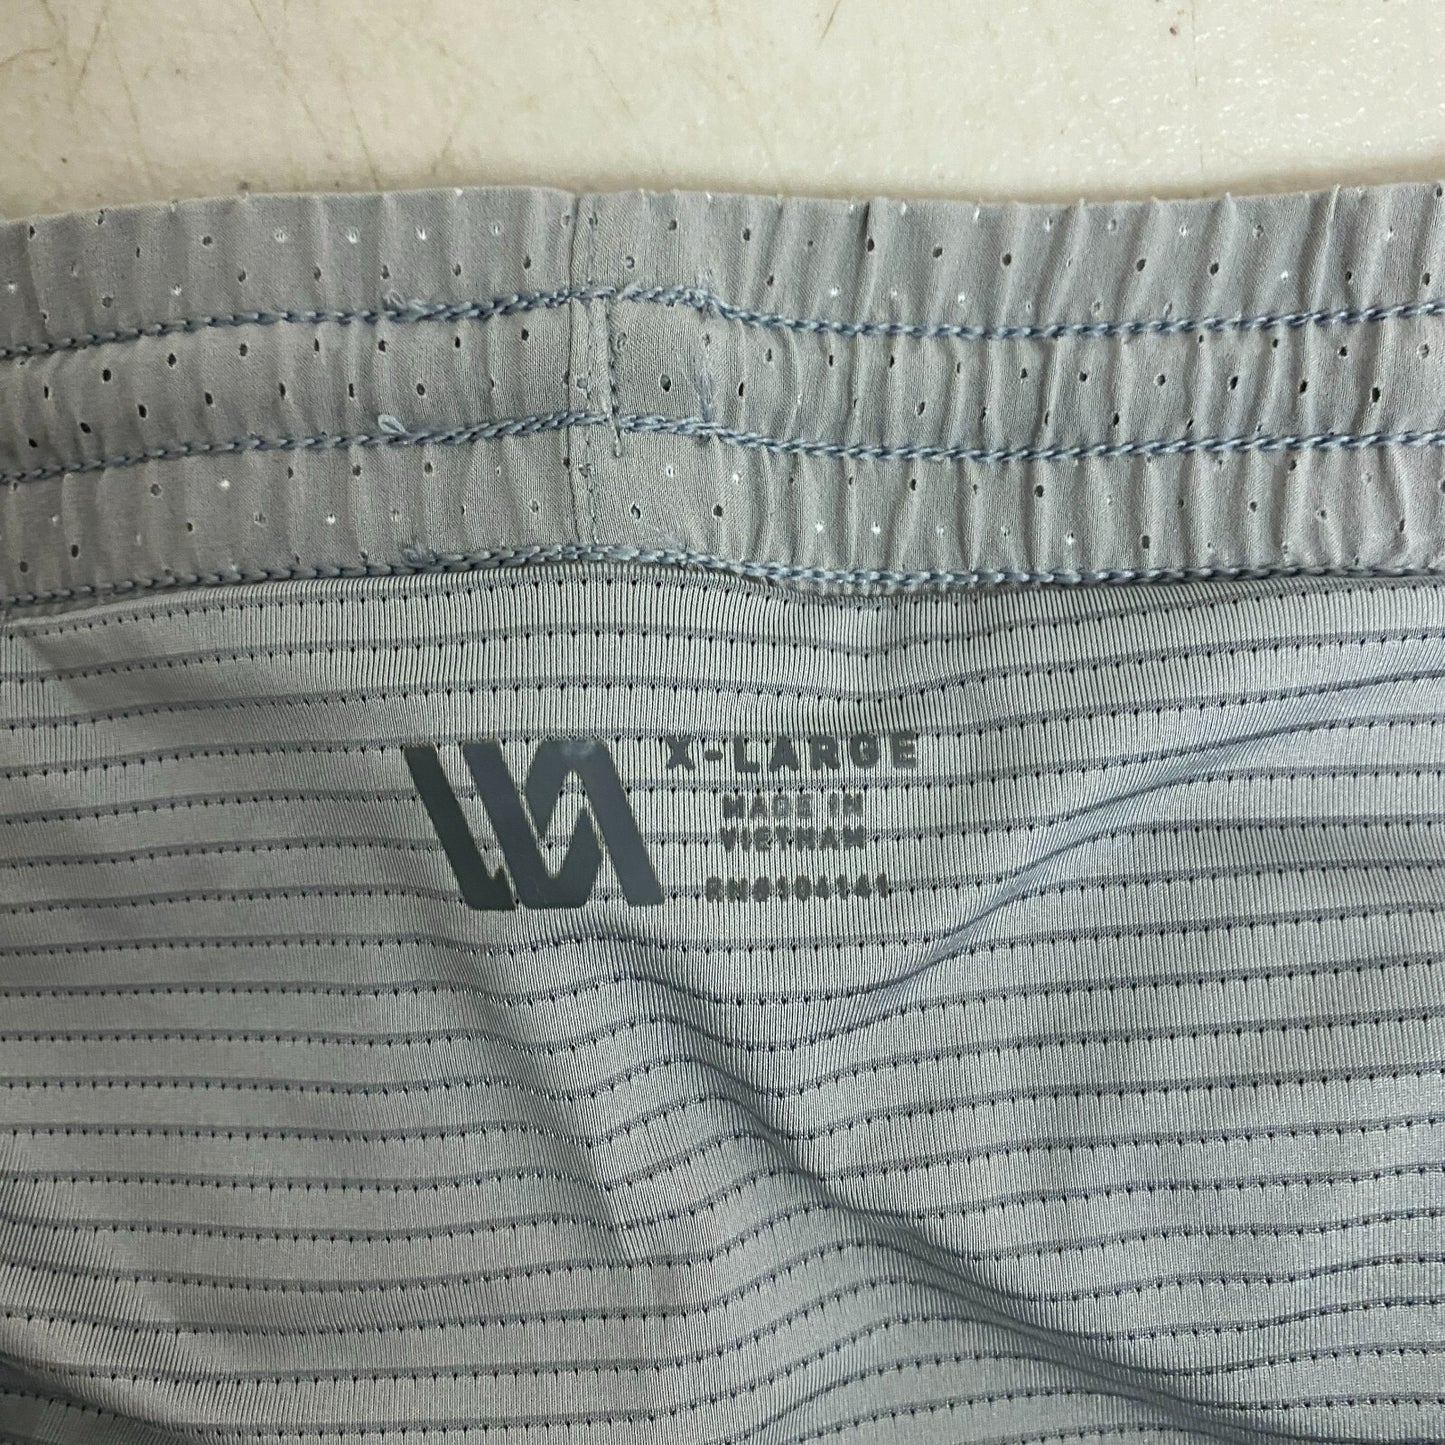 X-LARGE
MADE IN
VIETNAM
RN#104141